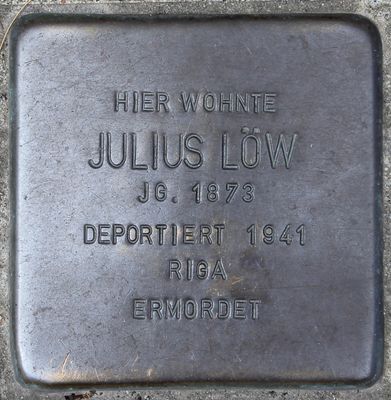 HIER WOHNTE
JULIUS LÖW
JG. 1873
DEPORTIERT 1941
RIGA
ERMORDET